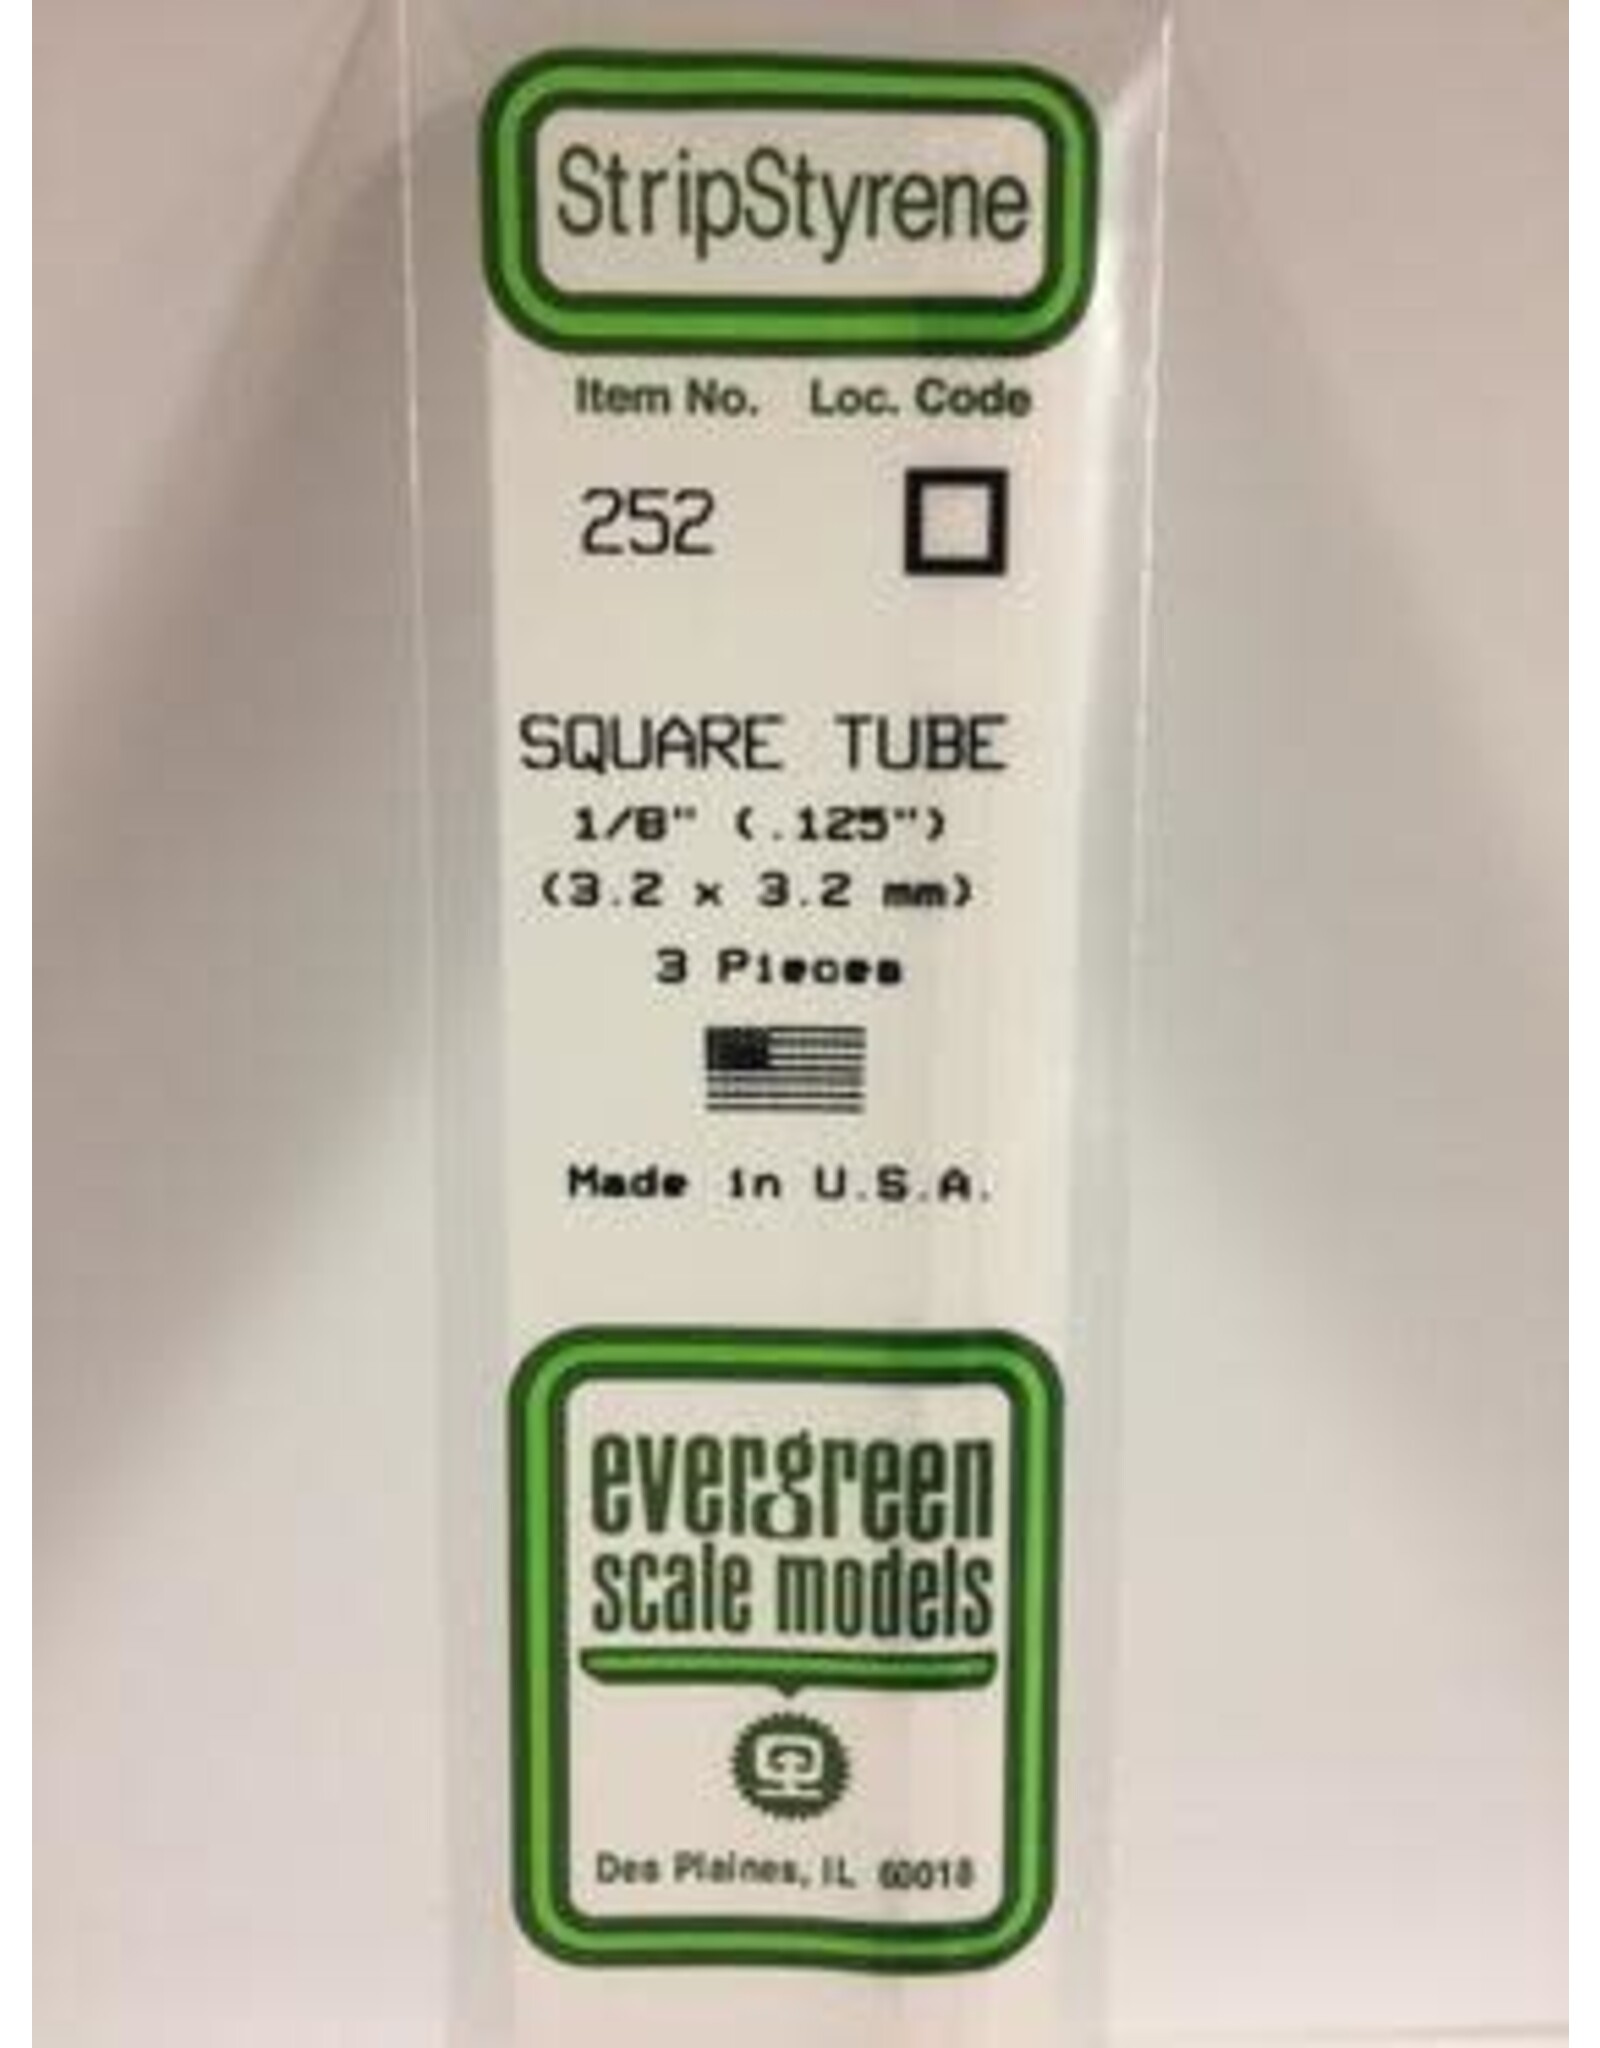 StripStyrene
Item No. Loc. Code
252
SQUARE TUBE
1/8" (.125")
(3.2 x 3.2 mm)
3 Pieces
Made in U.S.A.
evergreen
scale models
Des Plaines, IL 60018